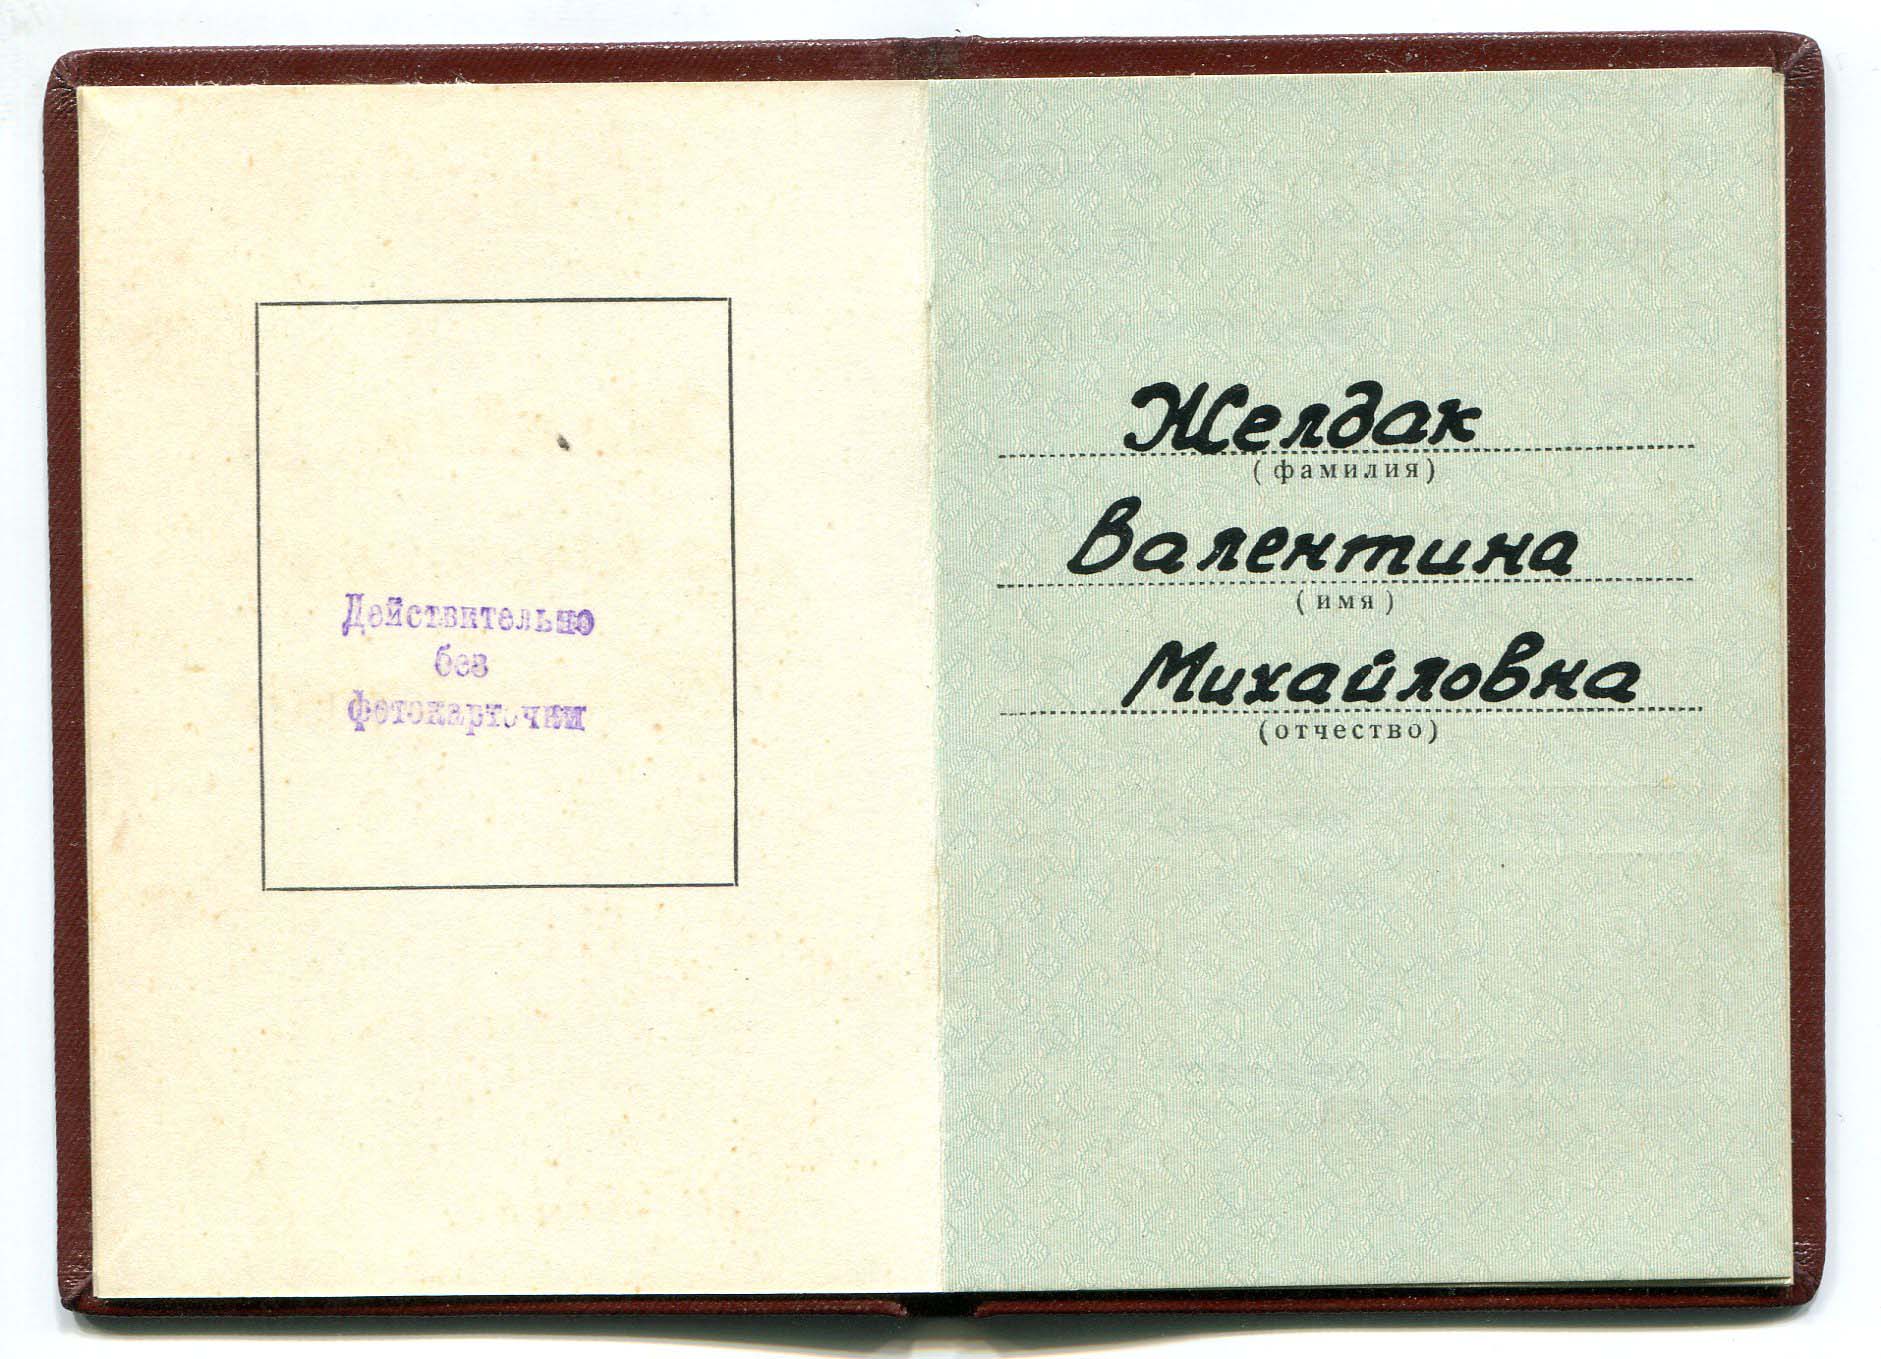 Действительно
без
фотокарточки
Желдак
(фамилия)
Валентина
(имя)
Михайловна
(отчество)